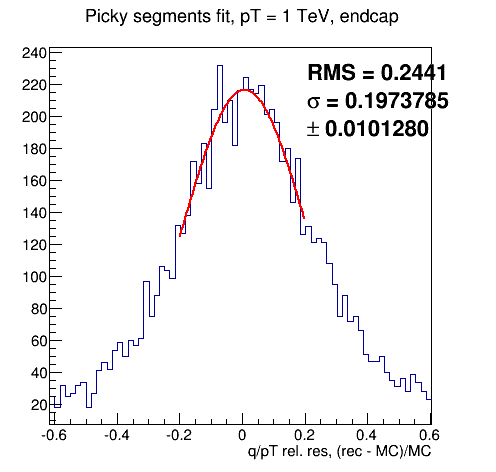 Picky segments fit, pT = 1 TeV, endcap
RMS = 0.2441
σ = 0.1973785
± 0.0101280
240
220
200
180
160
140
120
100
80
60
40
20
-0.6 -0.4 -0.2 0 0.2 0.4 0.6
q/pT rel. res, (rec - MC)/MC